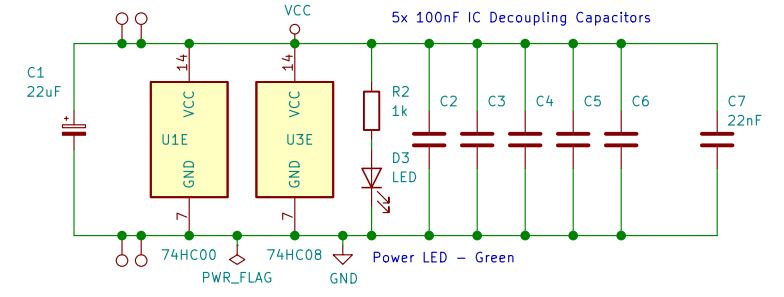 VCC
5x 100nF IC Decoupling Capacitors
C1
22uF
14
VCC
U1E
GND
7
14
VCC
U3E
GND
7
R2
1k
D3
LED
C2
C3
C4
C5
C6
C7
22nF
74HC00
PWR_FLAG
74HC08
GND
Power LED - Green